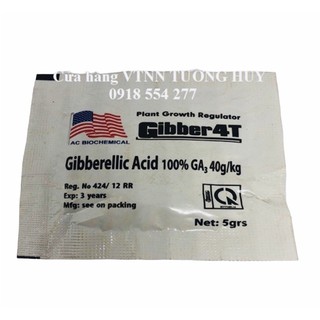 Cửa hàng VTNN TƯỜNG HUY
0918 554 277
Plant Growth Regulator
Gibber4T
AC BIOCHEMICAL
Gibberellic Acid 100% GA₃ 40g/kg
Reg. No 424/ 12 RR
Exp: 3 years
Mfg: see on packing
Net: 5grs